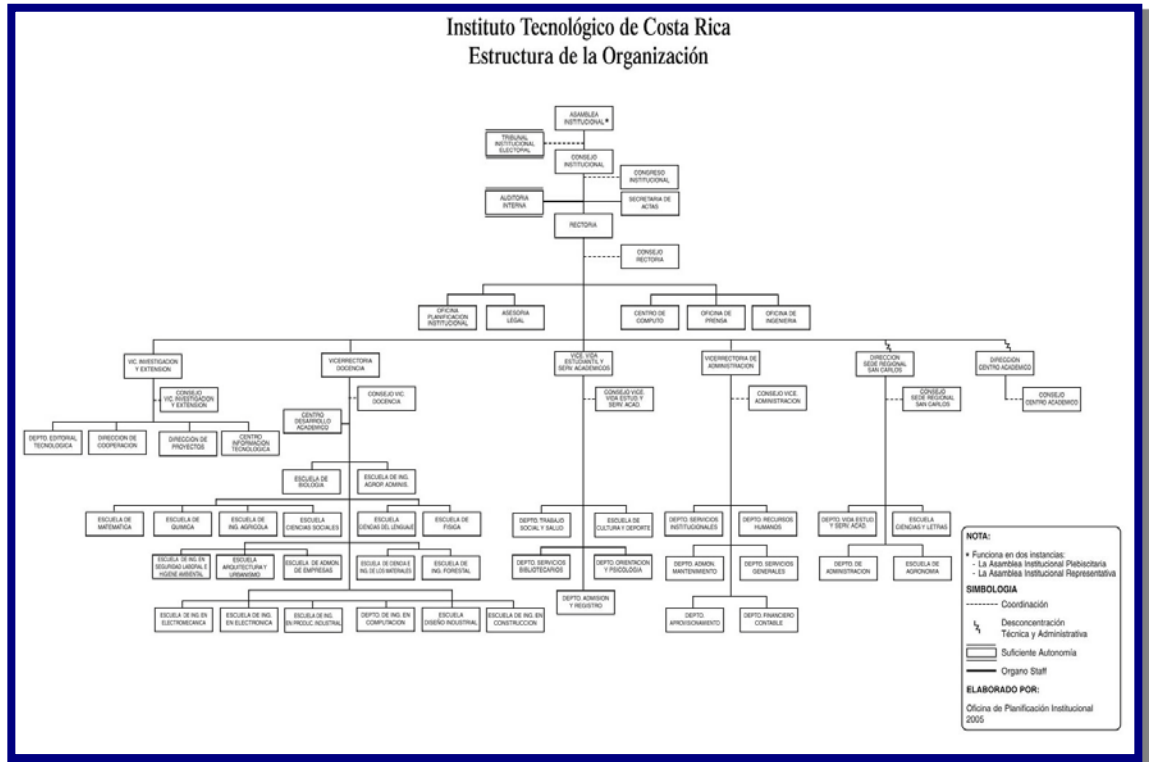 Instituto Tecnológico de Costa Rica
Estructura de la Organización
ASAMBLEA
INSTITUCIONAL *
TRIBUNAL
INSTITUCIONAL
ELECTORAL
CONSEJO
INSTITUCIONAL
CONGRESO
INSTITUCIONAL
AUDITORIA
INTERNA
SECRETARIA DE
ACTAS
RECTORIA
CONSEJO
RECTORIA
OFICINA
PLANIFICACION
INSTITUCIONAL
ASESORIA
LEGAL
CENTRO DE
COMPUTO
OFICINA DE
PRENSA
OFICINA DE
INGENIERIA
VIC. INVESTIGACION
Y EXTENSION
VICERRECTORIA
DOCENCIA
VICE. VIDA
ESTUDIANTIL Y
SERV. ACADEMICOS
VICERRECTORIA DE
ADMINISTRACION
DIRECCION
SEDE REGIONAL
SAN CARLOS
DIRECCION
CENTRO ACADEMICO
CONSEJO
VIC. INVESTIGACION
Y EXTENSION
CONSEJO VIC.
DOCENCIA
CONSEJO VICE.
VIDA ESTUD. Y
SERV. ACAD.
CONSEJO VICE.
ADMINISTRACION
CONSEJO
SEDE REGIONAL
SAN CARLOS
CONSEJO
CENTRO ACADEMICO
CENTRO
DESARROLLO
ACADEMICO
DEPTO. EDITORIAL
TECNOLOGICA
DIRECCION DE
COOPERACION
DIRECCION DE
PROYECTOS
CENTRO
INFORMACION
TECNOLOGICA
ESCUELA DE
BIOLOGIA
ESCUELA DE ING.
AGROP. ADMINIS.
ESCUELA DE
MATEMATICA
ESCUELA DE
QUIMICA
ESCUELA DE
ING. AGRICOLA
ESCUELA
CIENCIAS SOCIALES
ESCUELA
CIENCIAS DEL LENGUAJE
ESCUELA DE
FISICA
DEPTO. TRABAJO
SOCIAL Y SALUD
ESCUELA DE
CULTURA Y DEPORTE
DEPTO. SERVICIOS
INSTITUCIONALES
DEPTO. RECURSOS
HUMANOS
DEPTO. VIDA ESTUD
Y SERV. ACAD.
ESCUELA
CIENCIAS Y LETRAS
ESCUELA DE ING. EN
SEGURIDAD LABORAL E
HIGIENE AMBIENTAL
ESCUELA
ARQUITECTURA Y
URBANISMO
ESCUELA DE ADMON.
DE EMPRESAS
ESCUELA DE CIENCIA E
ING. DE LOS MATERIALES
ESCUELA DE
ING. FORESTAL
DEPTO. SERVICIOS
BIBLIOTECARIOS
DEPTO. ORIENTACION
Y PSICOLOGIA
DEPTO. ADMON.
MANTENIMIENTO
DEPTO. SERVICIOS
GENERALES
DEPTO.
DE ADMINISTRACION
ESCUELA DE
AGRONOMIA
ESCUELA DE ING. EN
ELECTROMECANICA
ESCUELA DE ING.
EN ELECTRONICA
ESCUELA DE ING.
EN PRODUC. INDUSTRIAL
DEPTO. DE ING. EN
COMPUTACION
ESCUELA
DISEÑO INDUSTRIAL
ESCUELA DE ING. EN
CONSTRUCCION
DEPTO. ADMISION
Y REGISTRO
DEPTO.
APROVISIONAMIENTO
DEPTO. FINANCIERO
CONTABLE
NOTA:
* Funciona en dos instancias:
- La Asamblea Institucional Plebiscitaria
- La Asamblea Institucional Representativa
SIMBOLOGIA
Coordinación
Desconcentración
Técnica y Administrativa
Suficiente Autonomía
Organo Staff
ELABORADO POR:
Oficina de Planificación Institucional
2005